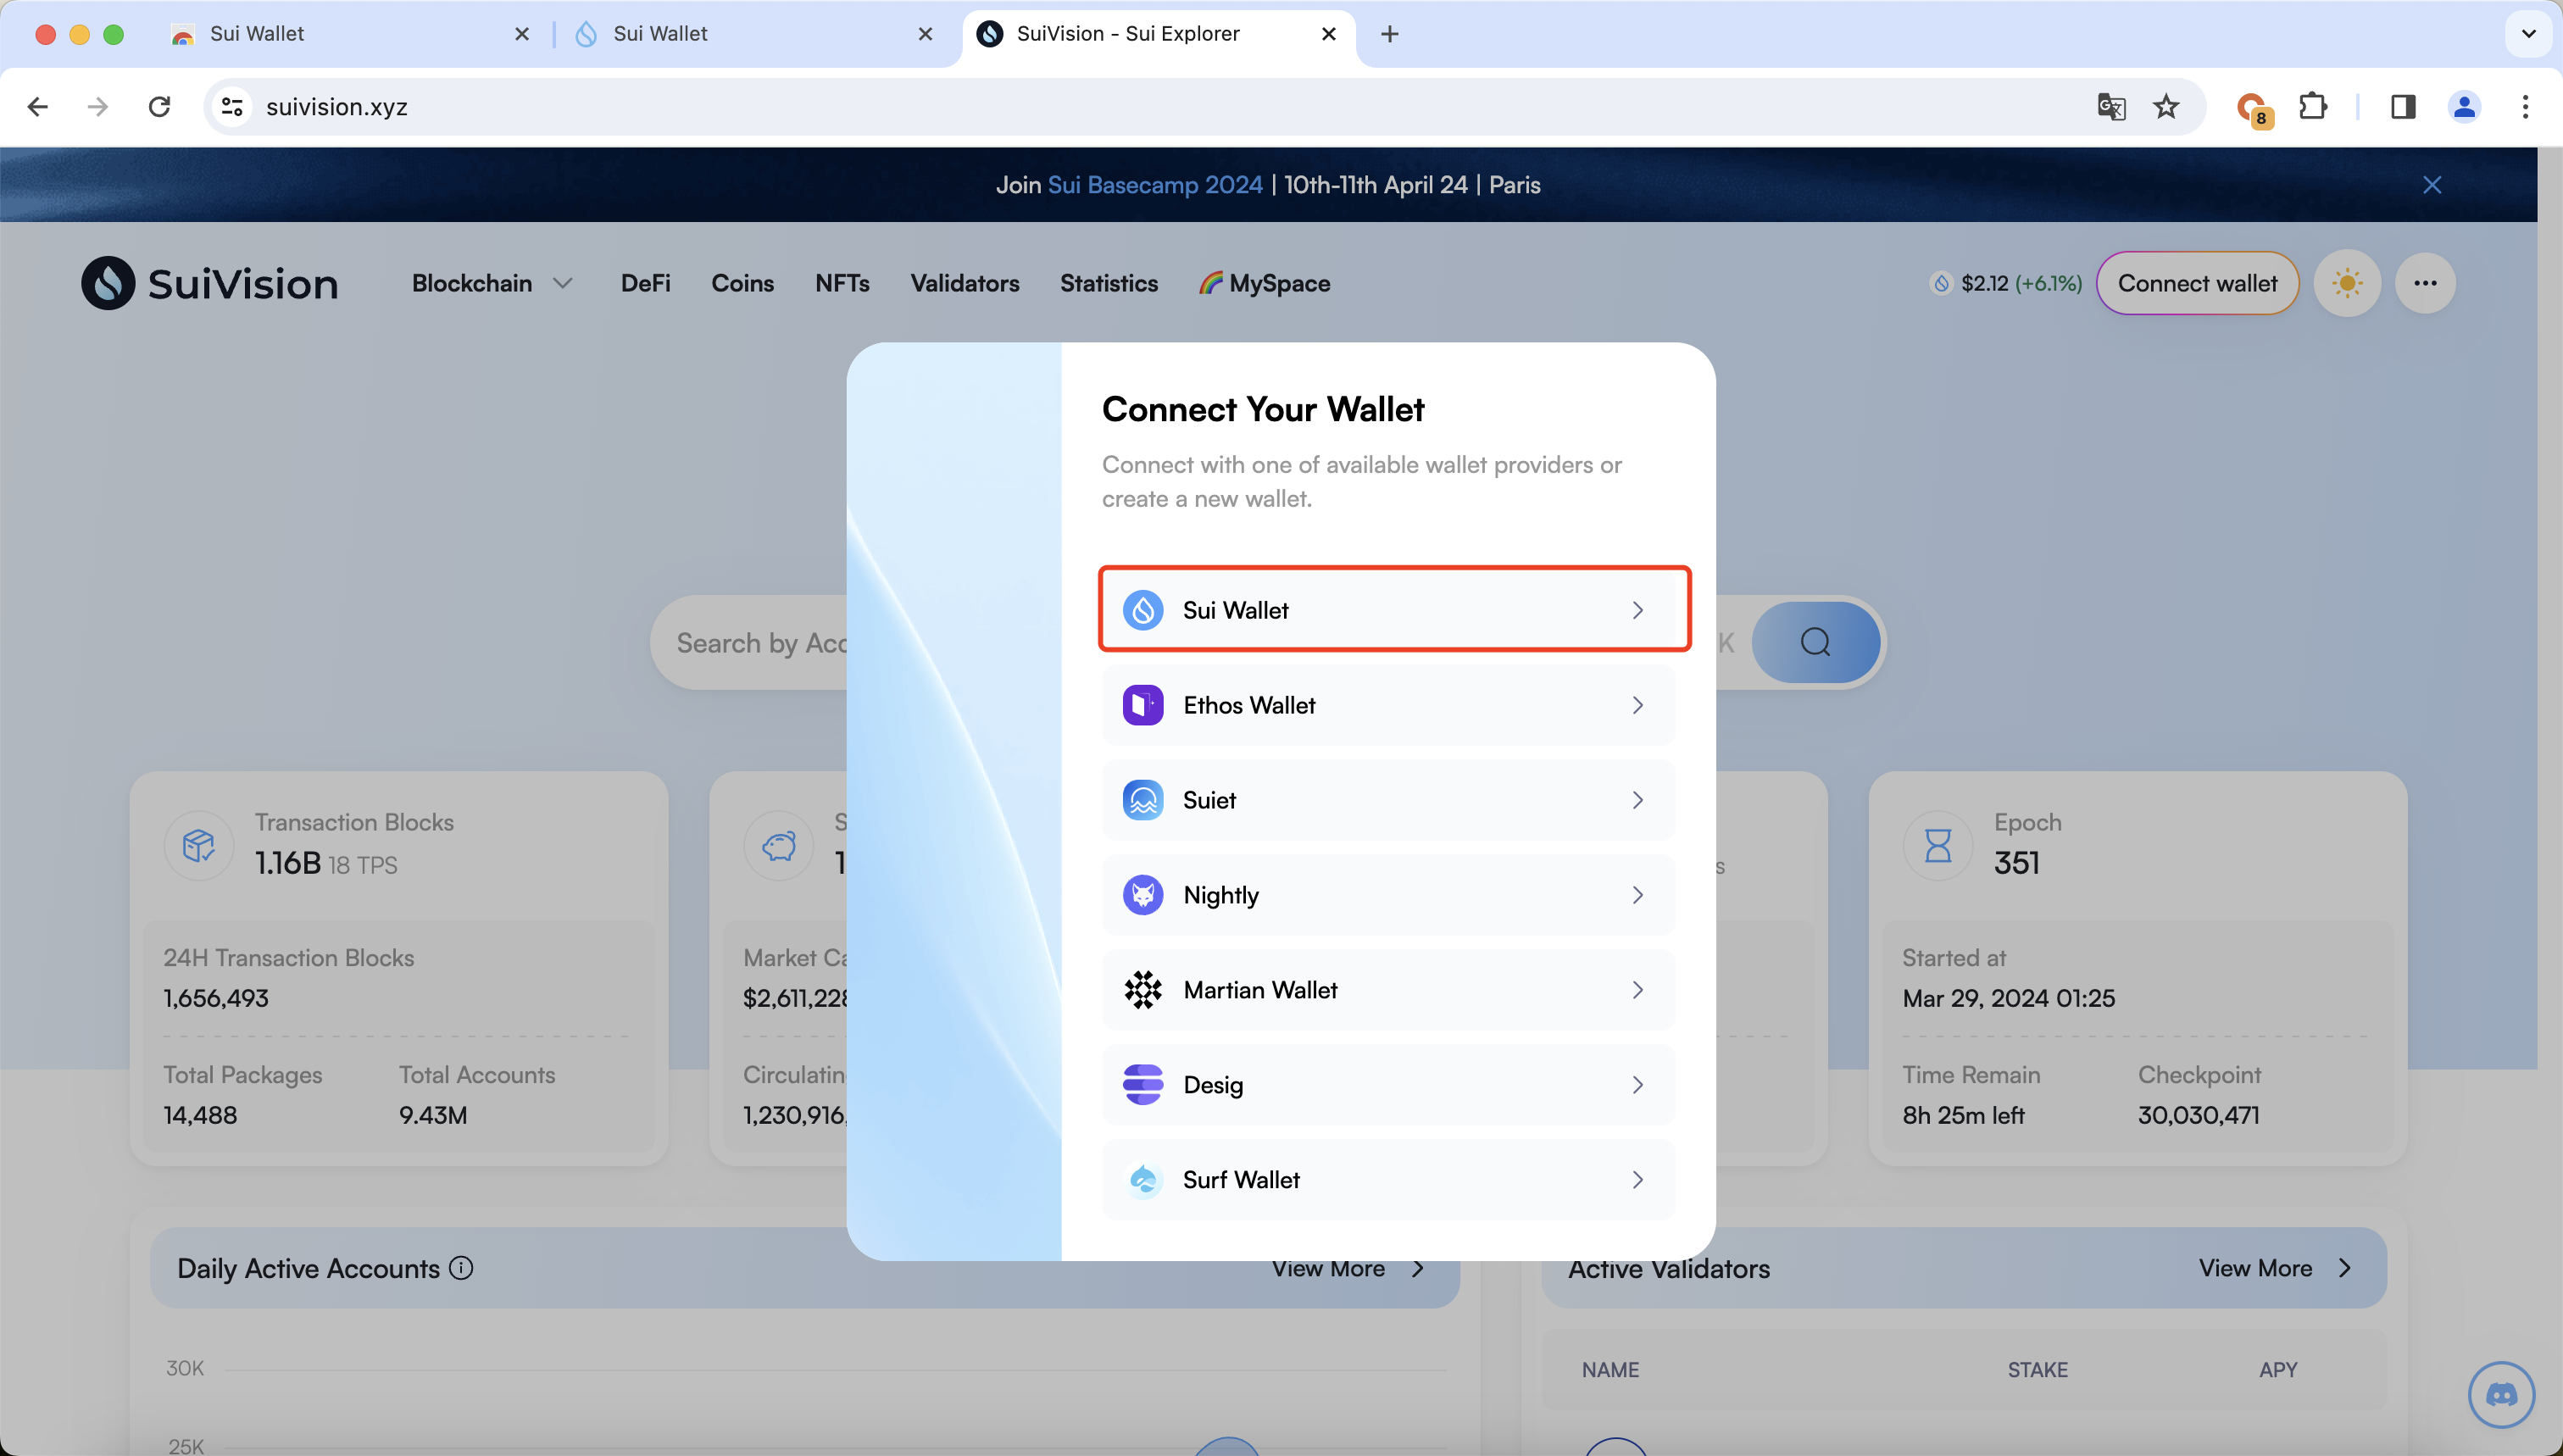 Sui Wallet
Sui Wallet
SuiVision - Sui Explorer
suivision.xyz
8
Join Sui Basecamp 2024 | 10th-11th April 24 | Paris
SuiVision
Blockchain
DeFi
Coins
NFTs
Validators
Statistics
MySpace
$2.12 (+6.1%)
Connect wallet
Connect Your Wallet
Connect with one of available wallet providers or
create a new wallet.
Sui Wallet
Ethos Wallet
Suiet
Nightly
Martian Wallet
Desig
Surf Wallet
Search by Acc
K
Transaction Blocks
1.16B 18 TPS
24H Transaction Blocks
1,656,493
Total Packages
Total Accounts
14,488
9.43M
S
1
Market Ca
$2,611,228
Circulatin
1,230,916,
s
Epoch
351
Started at
Mar 29, 2024 01:25
Time Remain
Checkpoint
8h 25m left
30,030,471
Daily Active Accounts
View More
30K
25K
Active Validators
View More
NAME
STAKE
APY